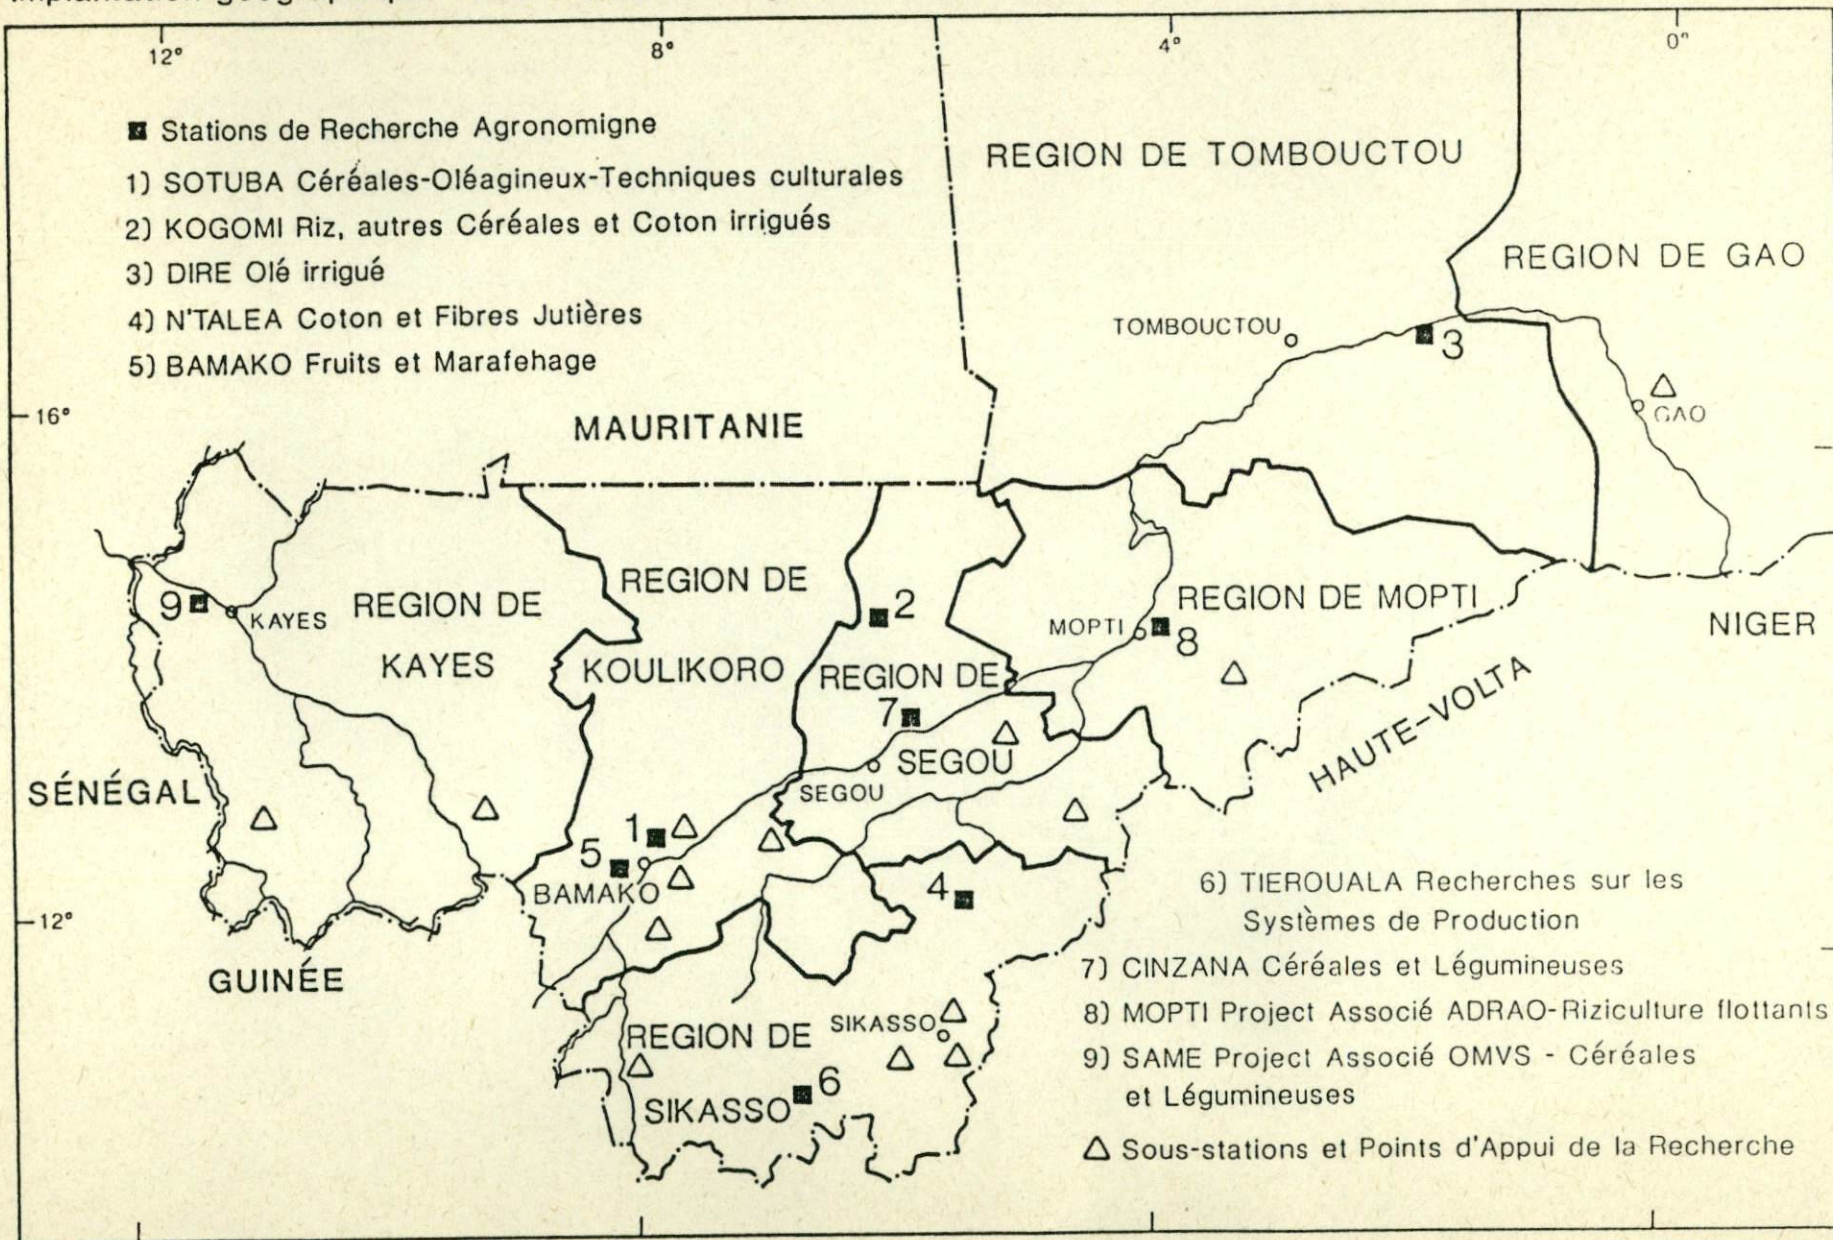 12°
8°
4°
0°
■ Stations de Recherche Agronomigne
1) SOTUBA Céréales-Oléagineux-Techniques culturales
2) KOGOMI Riz, autres Céréales et Coton irrigués
3) DIRE Olé irrigué
4) N'TALEA Coton et Fibres Jutières
5) BAMAKO Fruits et Marafehage
REGION DE TOMBOUCTOU
REGION DE GAO
TOMBOUCTOU
3
GAO
16°
MAURITANIE
REGION DE
KAYES
9
KAYES
REGION DE
KOULIKORO
2
REGION DE
SEGOU
7
SEGOU
MOPTI
8
REGION DE MOPTI
NIGER
HAUTE-VOLTA
SÉNÉGAL
1
5
BAMAKO
4
12°
GUINÉE
REGION DE
SIKASSO
SIKASSO
6
6) TIEROUALA Recherches sur les
Systèmes de Production
7) CINZANA Céréales et Légumineuses
8) MOPTI Project Associé ADRAO-Riziculture flottants
9) SAME Project Associé OMVS - Céréales
et Légumineuses
△ Sous-stations et Points d'Appui de la Recherche